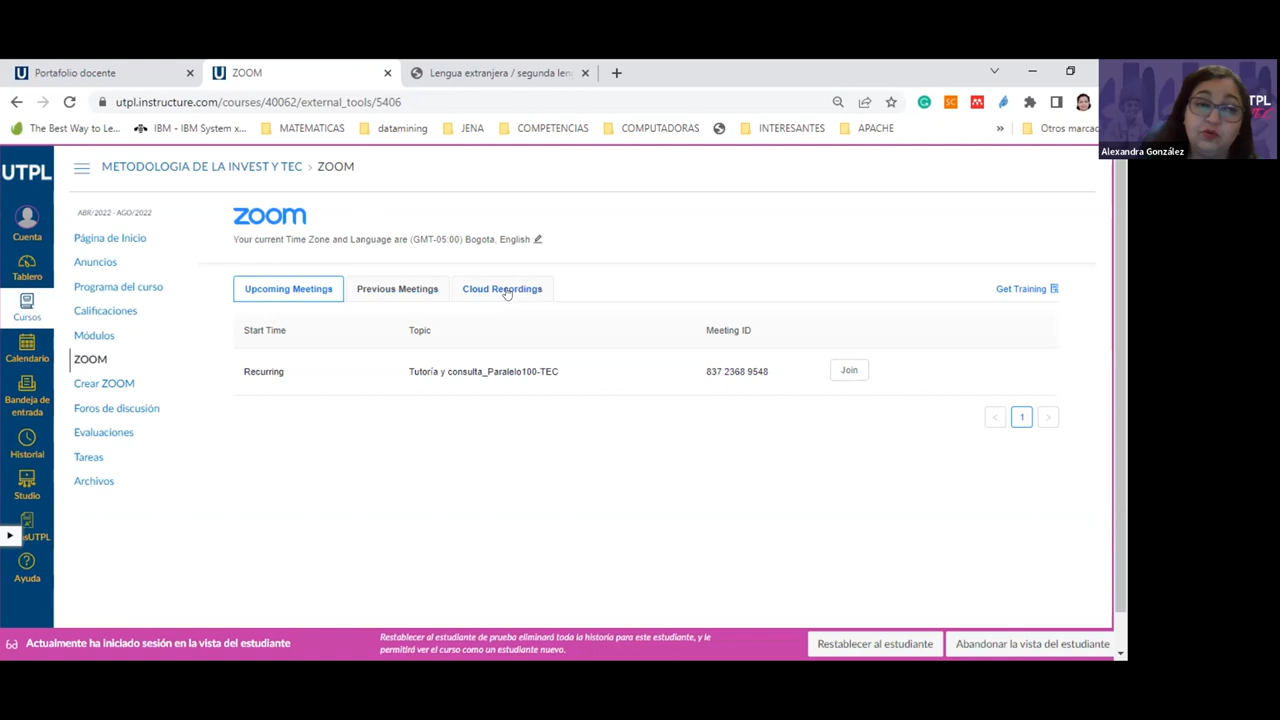 Portafolio docente
ZOOM
Lengua extranjera / segunda len
utpl.instructure.com/courses/40062/external_tools/5406
The Best Way to Le...
IBM - IBM System x...
MATEMATICAS
datamining
JENA
COMPETENCIAS
COMPUTADORAS
INTERESANTES
APACHE
»
Otros marcad
Alexandra González
UTPL
METODOLOGIA DE LA INVEST Y TEC > ZOOM
ABR/2022 - AGO/2022
Cuenta
Tablero
Cursos
Calendario
Bandeja de
entrada
Historial
Studio
Ayuda
Página de Inicio
Anuncios
Programa del curso
Calificaciones
Módulos
ZOOM
Crear ZOOM
Foros de discusión
Evaluaciones
Tareas
Archivos
zoom
Your current Time Zone and Language are (GMT-05:00) Bogota, English
Upcoming Meetings
Previous Meetings
Cloud Recordings
Get Training
Start Time
Topic
Meeting ID
Recurring
Tutoría y consulta_Paralelo100-TEC
837 2368 9548
Join
<
1
>
Actualmente ha iniciado sesión en la vista del estudiante
Restablecer al estudiante de prueba eliminará toda la historia para este estudiante, y le
permitirá ver el curso como un estudiante nuevo.
Restablecer al estudiante
Abandonar la vista del estudiante